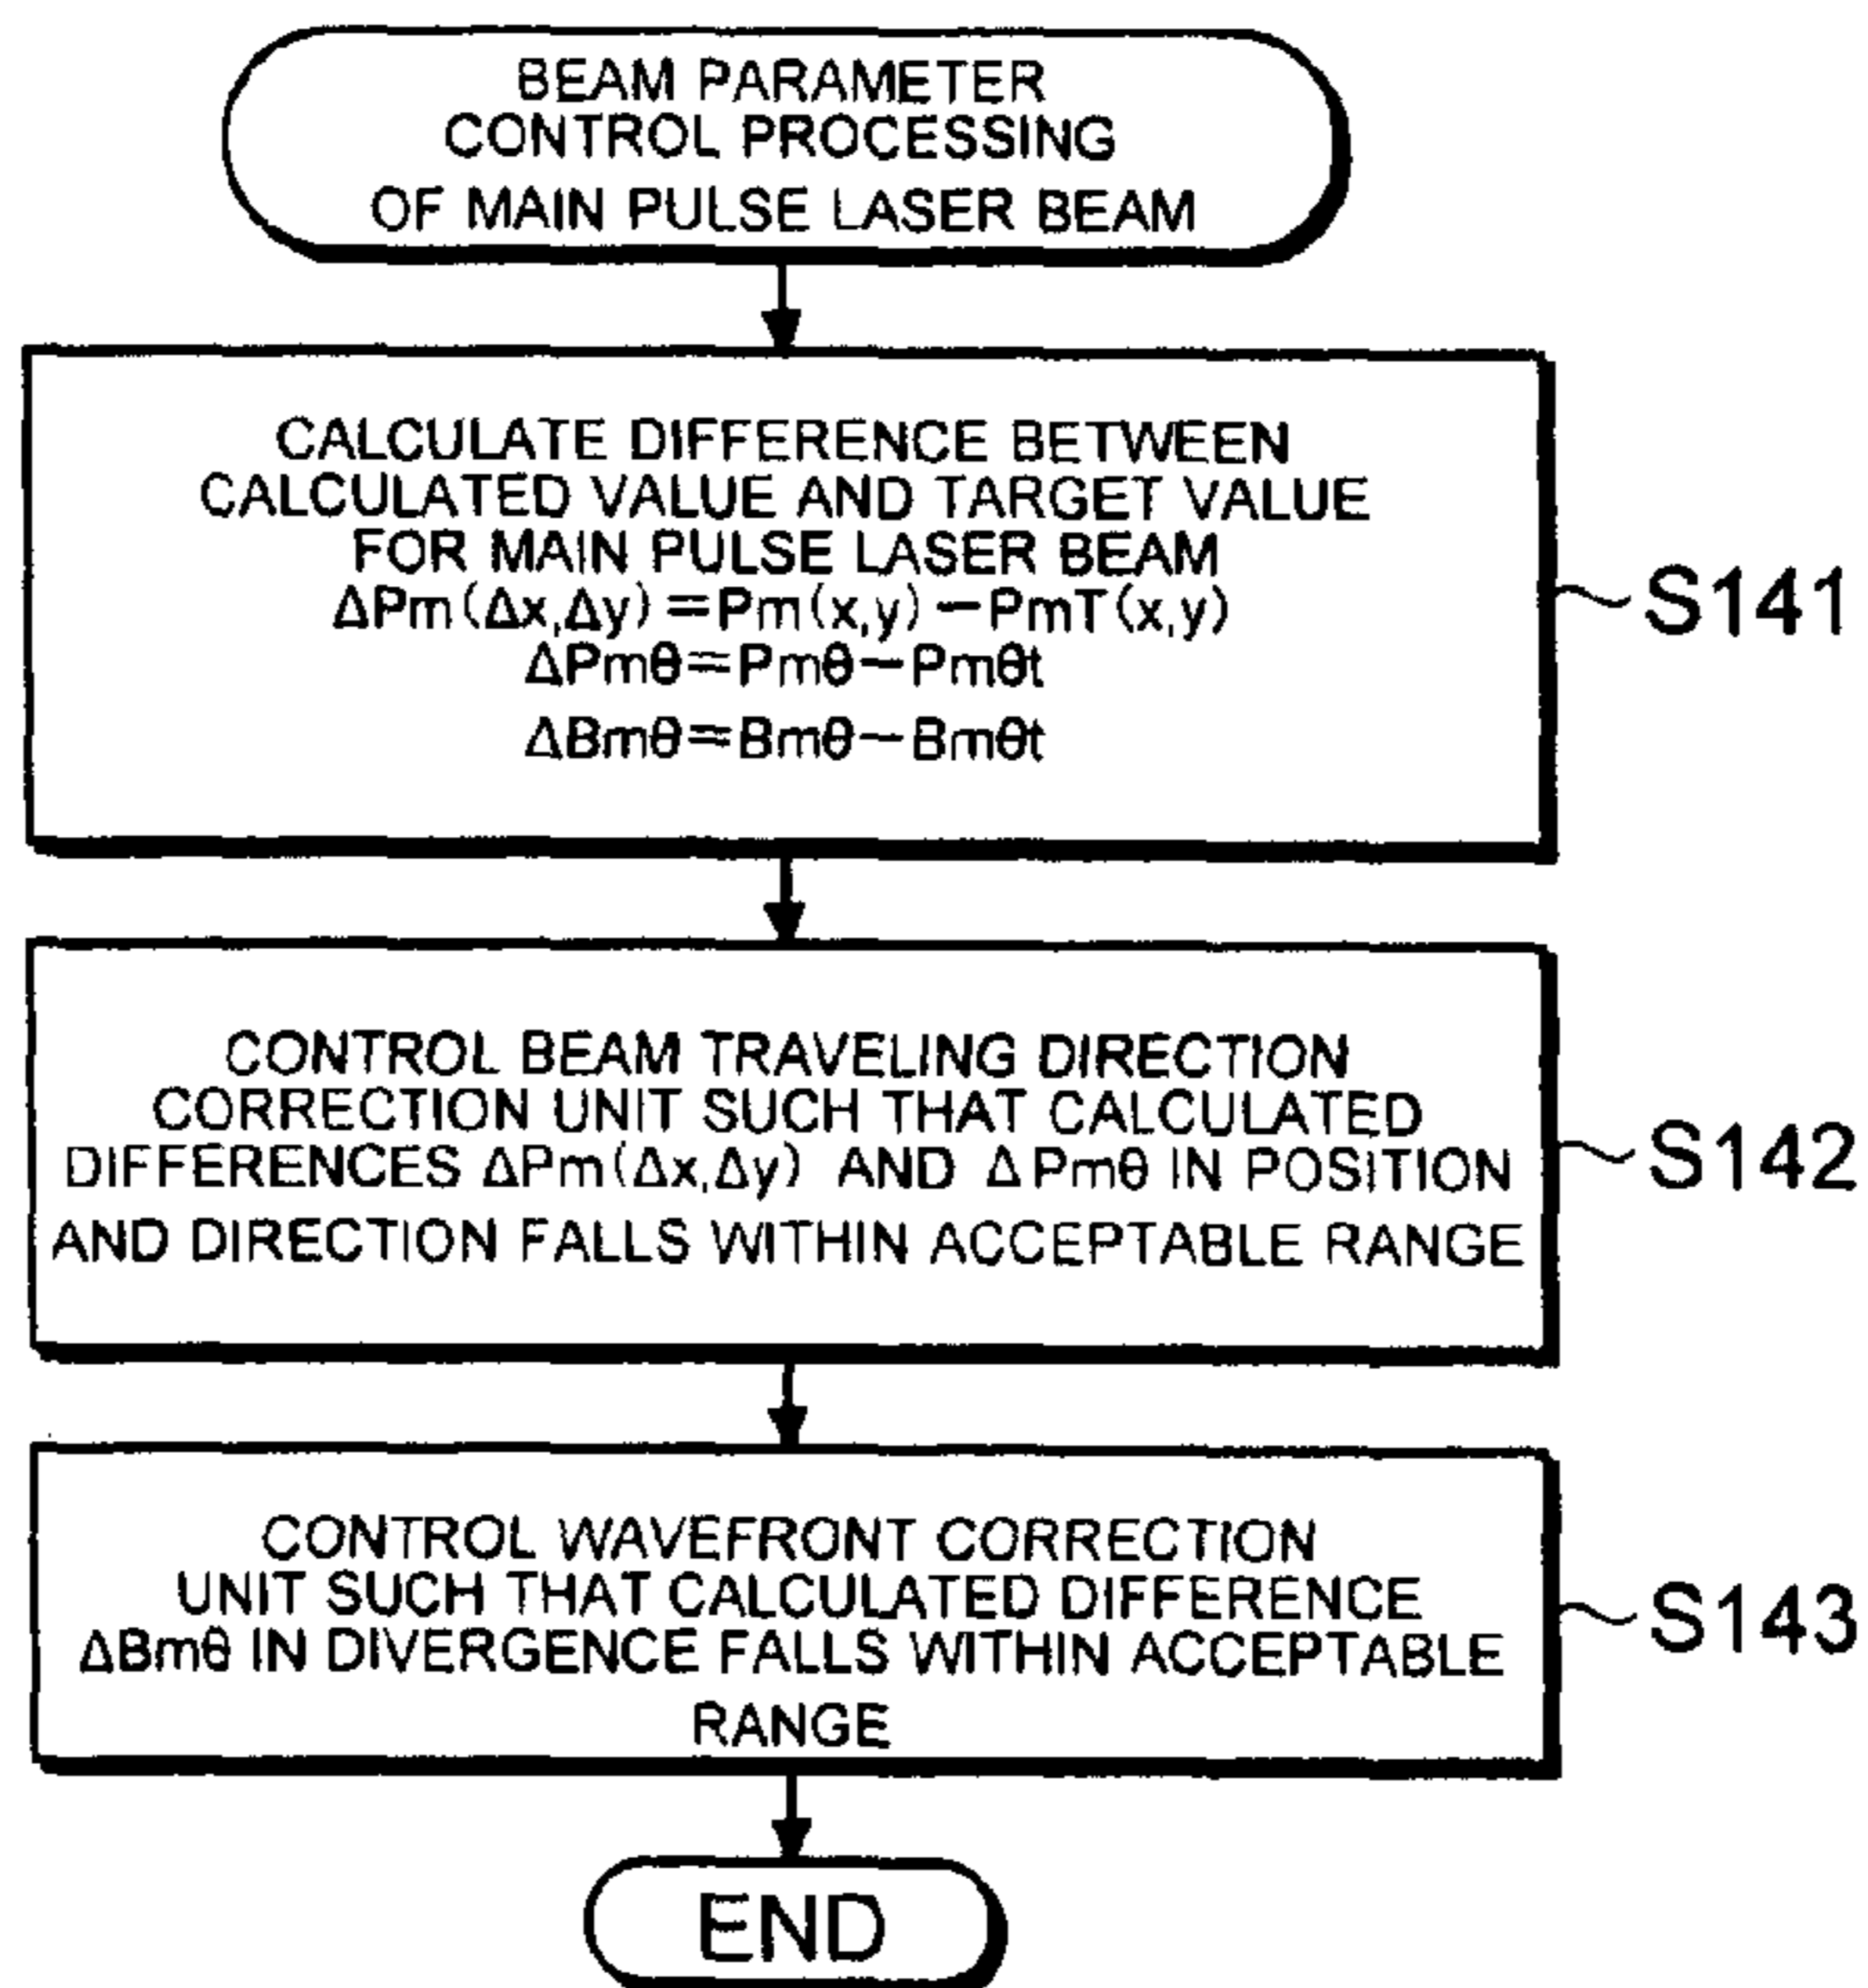 BEAM PARAMETER
CONTROL PROCESSING
OF MAIN PULSE LASER BEAM
CALCULATE DIFFERENCE BETWEEN
CALCULATED VALUE AND TARGET VALUE
FOR MAIN PULSE LASER BEAM
ΔPm(Δx,Δy)=Pm(x,y)-PmT(x,y)
ΔPmθ=Pmθ-Pmθt
ΔBmθ=Bmθ-Bmθt
S141
CONTROL BEAM TRAVELING DIRECTION
CORRECTION UNIT SUCH THAT CALCULATED
DIFFERENCES ΔPm(Δx,Δy) AND ΔPmθ IN POSITION
AND DIRECTION FALLS WITHIN ACCEPTABLE RANGE
S142
CONTROL WAVEFRONT CORRECTION
UNIT SUCH THAT CALCULATED DIFFERENCE
ΔBmθ IN DIVERGENCE FALLS WITHIN ACCEPTABLE
RANGE
S143
END